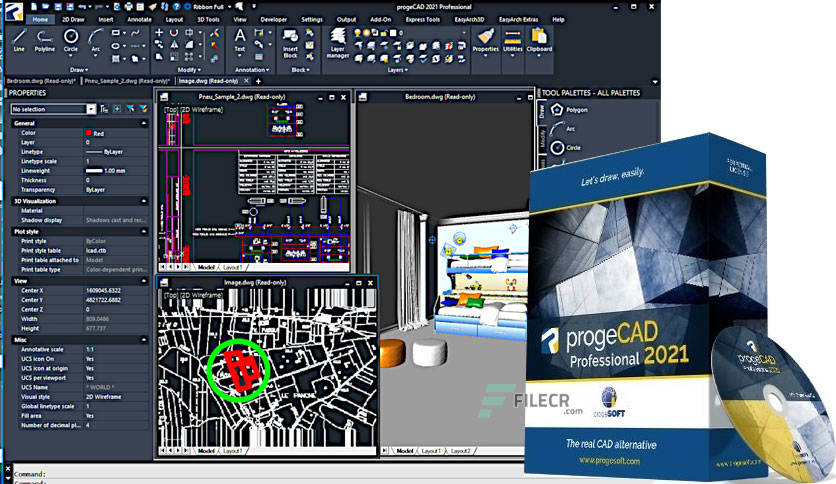 Ribbon Full
progeCAD 2021 Professional
Home
2D Draw
Insert
Annotate
Layout
3D Tools
View
Developer
Settings
Output
Add-On
Express Tools
EasyArch3D
EasyArch Extras
Help
Line
Polyline
Circle
Arc
Text
Insert Block
Layer manager
Properties
Utilities
Clipboard
Draw
Modify
Annotation
Block
Layers
Bedroom.dwg (Read-only)*
Pneu_Sample_2.dwg (Read-only)*
Image.dwg (Read-only)
PROPERTIES
No selection
General
Color Red
Layer 0
Linetype ByLayer
Linetype scale 1
Lineweight 1.00 mm
Thickness 0
Transparency ByLayer
3D Visualization
Material
Shadow display Shadows cast and rec...
Plot style
Print style ByColor
Print style table icad.ctb
Print table attached to Model
Print table type Color-dependent prin...
View
Center X 1609045.6322
Center Y 4821722.6882
Center Z 0
Width 809.0486
Height 677.737
Misc
Annotative scale 1:1
UCS icon On Yes
UCS icon at origin Yes
UCS per viewport Yes
UCS Name * WORLD *
Visual style 2D Wireframe
Global linetype scale 1
Fill area Yes
Number of decimal pl... 4
Pneu_Sample_2.dwg (Read-only)
[Top] [2D Wireframe]
Model
Layout1
Image.dwg (Read-only)
[Top] [2D Wireframe]
LE PANCHE
Model
Layout1
Bedroom.dwg (Read-only)
Model
Layout1
Layout2
TOOL PALETTES - ALL PALETTES
Draw
Modify
Polygon
Arc
Circle
Let's draw, easily.
progeCAD
Professional 2021
progeSOFT
The real CAD alternative
www.progesoft.com
progeCAD
Professional 2021
www.progesoft.com
FILECR
.com
Command:
Command: